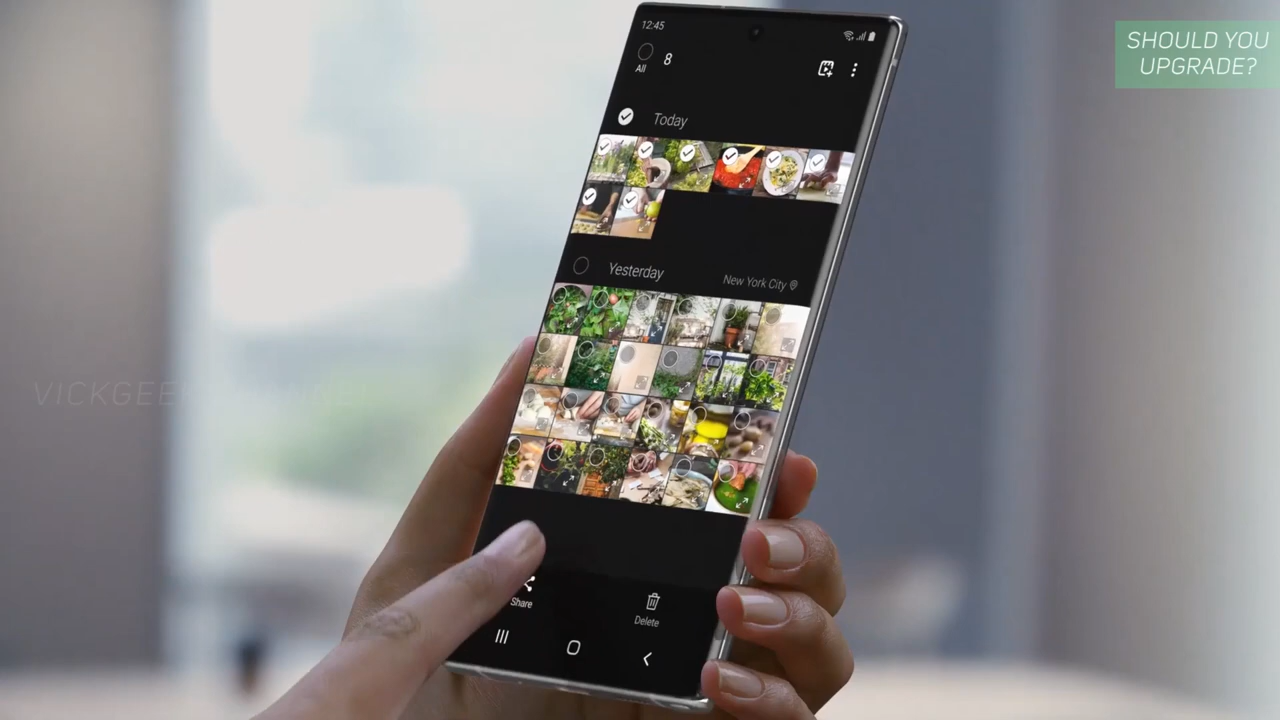 SHOULD YOU
UPGRADE?
12:45
All
8
Today
Yesterday
New York City
Share
Delete